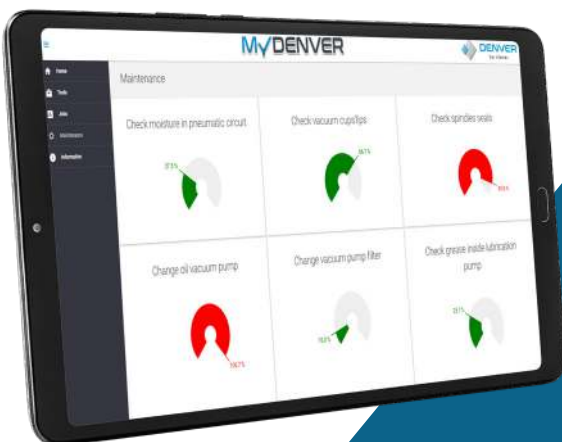 MYDENVER
DENVER
Home
Tools
Jobs
Maintenance
Information
Maintenance
Check moisture in pneumatic circuit
Check vacuum cups/lips
Check spindles seals
Change oil vacuum pump
Change vacuum pump filter
Check grease inside lubrication
pump